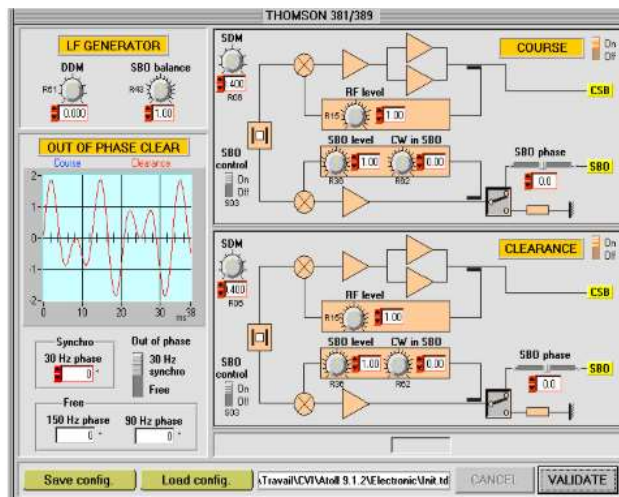 THOMSON 381/389
LF GENERATOR
DDM
SBO balance
R61
R43
0.000
1.00
OUT OF PHASE CLEAR
Course
Clearance
2
1
0
-1
-2
0
10
20
30
38
ms
Synchro
30 Hz phase
0 °
Out of phase
30 Hz
synchro
Free
Free
150 Hz phase
90 Hz phase
0 °
0 °
SDM
.400
R05
COURSE
On
Off
CSB
RF level
R15
1.00
SBO level
CW in SBO
1.00
0.00
R36
R62
SBO
control
On
Off
S03
SBO phase
0.0
SBO
SDM
.400
R05
CLEARANCE
On
Off
CSB
RF level
R15
1.00
SBO level
CW in SBO
1.00
0.00
R36
R62
SBO
control
On
Off
S03
SBO phase
0.0
SBO
Save config.
Load config.
\Travail\CVI\Atoll 9.1.2\Electronic\Init.td
CANCEL
VALIDATE